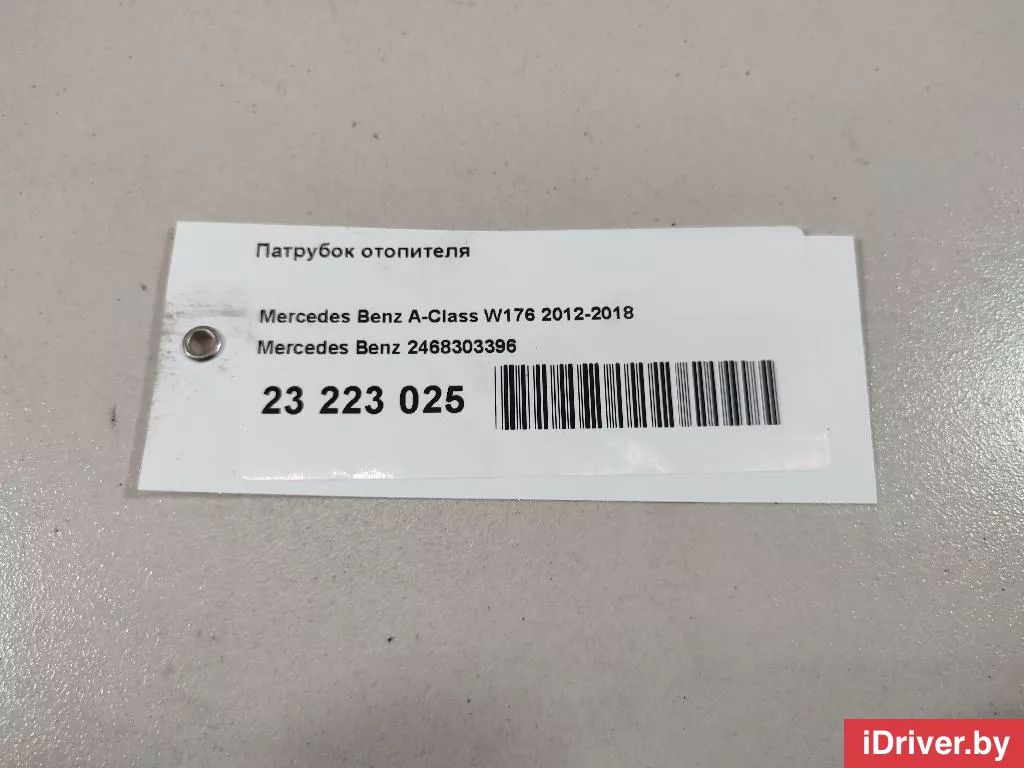 Патрубок отопителя
Mercedes Benz A-Class W176 2012-2018
Mercedes Benz 2468303396
23 223 025
iDriver.by